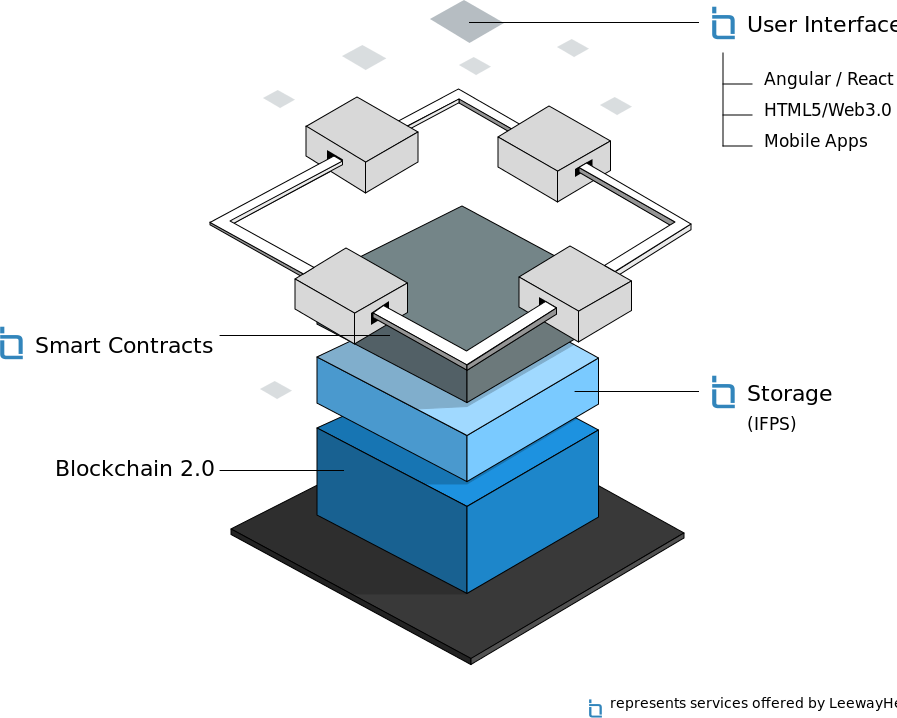 User Interface
Angular / React
HTML5/Web3.0
Mobile Apps
Smart Contracts
Storage
(IFPS)
Blockchain 2.0
represents services offered by LeewayHe